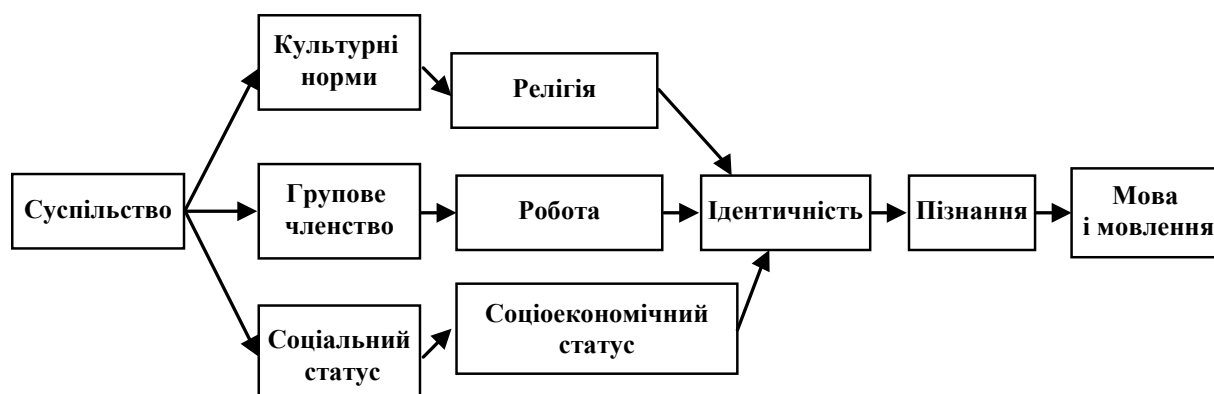 Культурні
норми
Релігія
Суспільство
Групове
членство
Робота
Ідентичність
Пізнання
Мова
і мовлення
Соціальний
статус
Соціоекономічний
статус